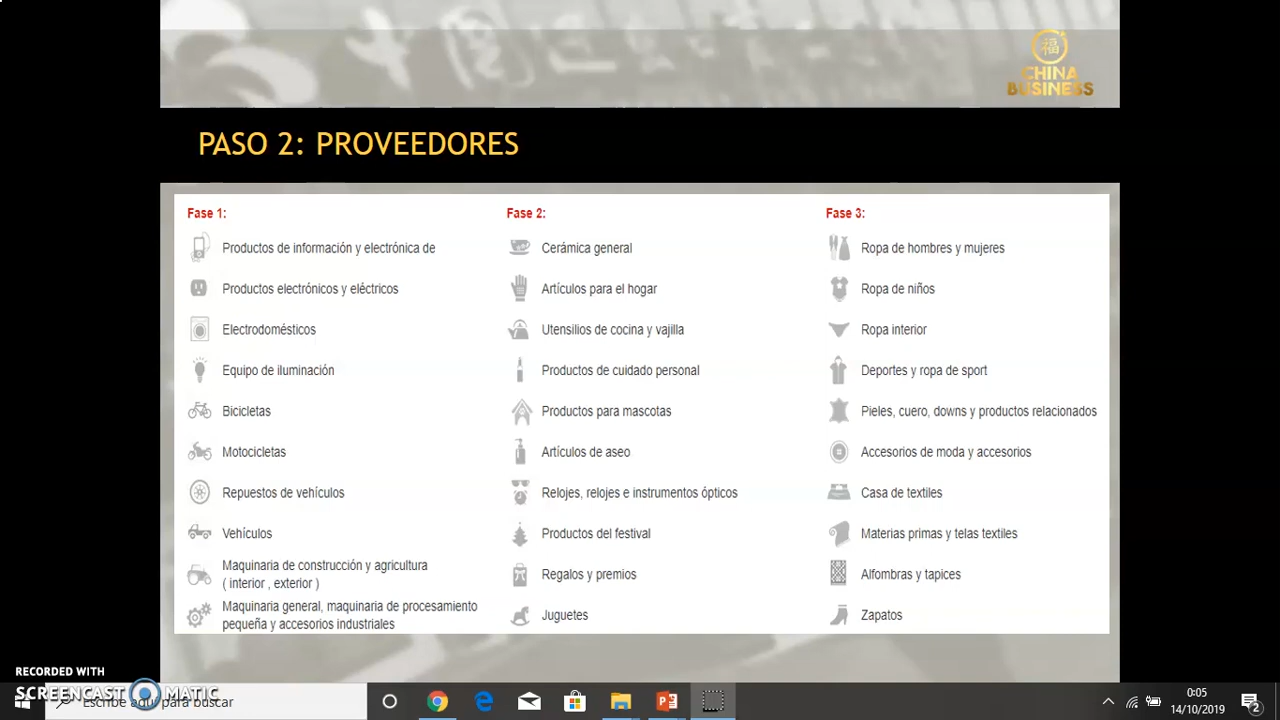 福
CHINA
BUSINESS
PASO 2: PROVEEDORES
Fase 1:
Productos de información y electrónica de
Productos electrónicos y eléctricos
Electrodomésticos
Equipo de iluminación
Bicicletas
Motocicletas
Repuestos de vehículos
Vehículos
Maquinaria de construcción y agricultura
( interior , exterior )
Maquinaria general, maquinaria de procesamiento
pequeña y accesorios industriales
Fase 2:
Cerámica general
Artículos para el hogar
Utensilios de cocina y vajilla
Productos de cuidado personal
Productos para mascotas
Artículos de aseo
Relojes, relojes e instrumentos ópticos
Productos del festival
Regalos y premios
Juguetes
Fase 3:
Ropa de hombres y mujeres
Ropa de niños
Ropa interior
Deportes y ropa de sport
Pieles, cuero, downs y productos relacionados
Accesorios de moda y accesorios
Casa de textiles
Materias primas y telas textiles
Alfombras y tapices
Zapatos
RECORDED WITH
SCREENCAST MATIC
Escribe aquí para buscar
0:05
14/10/2019
2